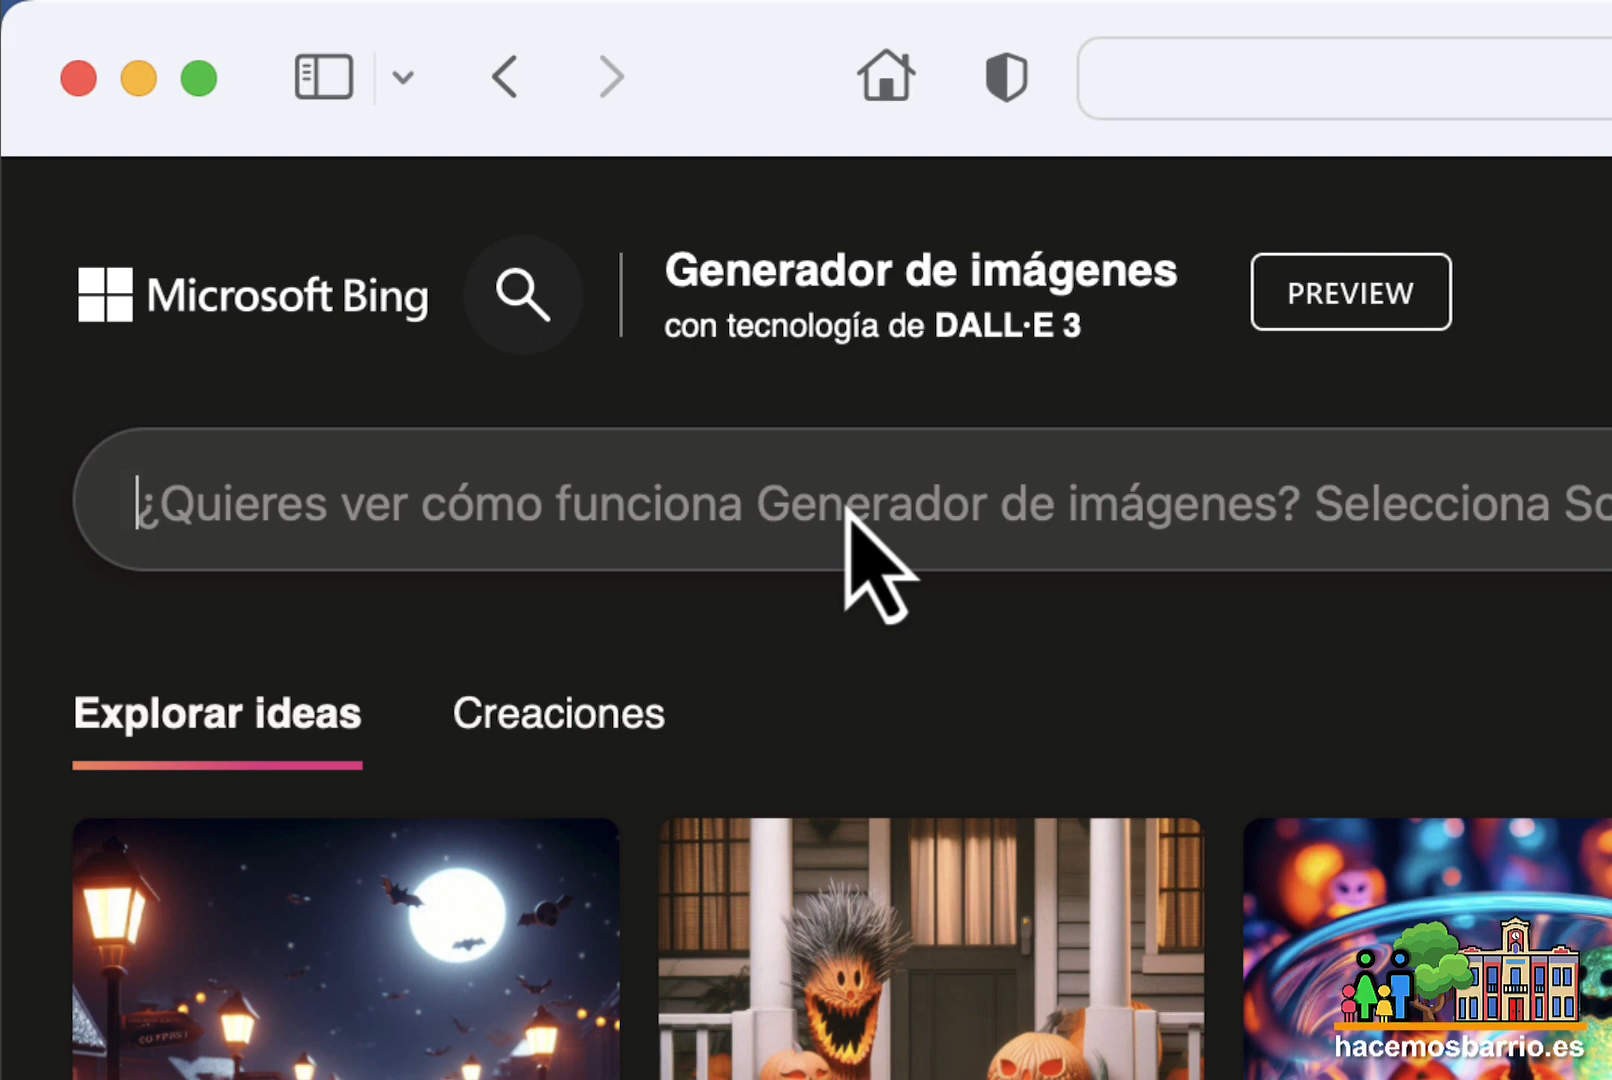 Microsoft Bing
Generador de imágenes
con tecnología de DALL·E 3
PREVIEW
¿Quieres ver cómo funciona Generador de imágenes? Selecciona So
Explorar ideas
Creaciones
hacemosbarrio.es